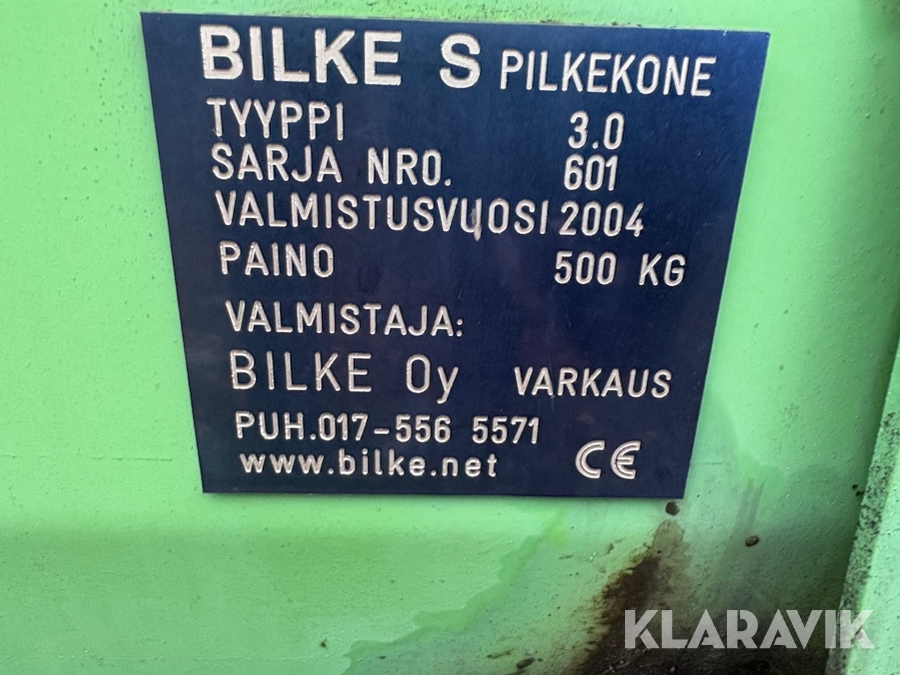 BILKE S PILKEKONE
TYYPPI 3.0
SARJA NRO. 601
VALMISTUSVUOSI 2004
PAINO 500 KG
VALMISTAJA:
BILKE Oy VARKAUS
PUH.017-556 5571
www.bilke.net CE
KLARAVIK